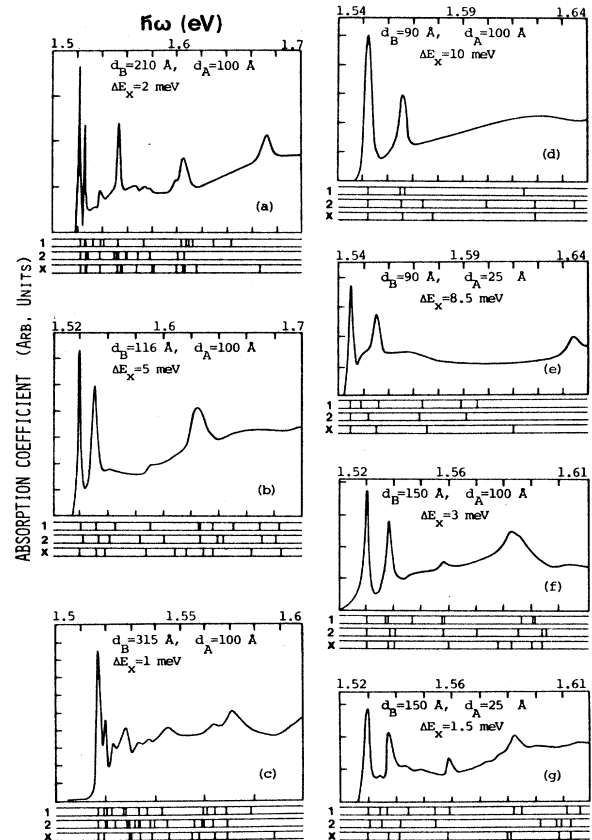 ħω (eV)
1.5 1.6 1.7
d_B=210 Å, d_A=100 Å
ΔE_x=2 meV
(a)
1
2
X
1.52 1.6 1.7
d_B=116 Å, d_A=100 Å
ΔE_x=5 meV
(b)
1
2
X
1.5 1.55 1.6
d_B=315 Å, d_A=100 Å
ΔE_x=1 meV
(c)
1
2
X
ABSORPTION COEFFICIENT (ARB. UNITS)
1.54 1.59 1.64
d_B=90 Å, d_A=100 Å
ΔE_x=10 meV
(d)
1
2
X
1.54 1.59 1.64
d_B=90 Å, d_A=25 Å
ΔE_x=8.5 meV
(e)
1
2
X
1.52 1.56 1.61
d_B=150 Å, d_A=100 Å
ΔE_x=3 meV
(f)
1
2
X
1.52 1.56 1.61
d_B=150 Å, d_A=25 Å
ΔE_x=1.5 meV
(g)
1
2
X